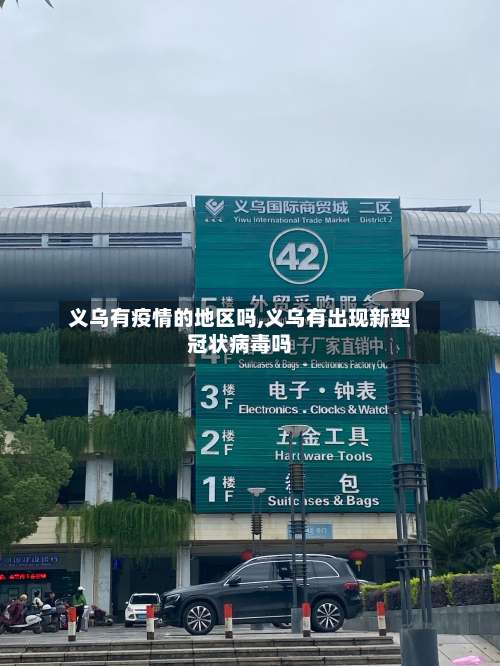 义乌国际商贸城 二区
Yiwu International Trade Market District 2
42
5 楼 F 外贸采购服务
义乌有疫情的地区吗,义乌有出现新型
冠状病毒吗
4 F 电子厂家直销中心
Suitcases & Bags • Electronics Factory Ou
3 楼 F 电子·钟表
Electronics • Clocks & Watch
2 楼 F 五金工具
Hardware Tools
1 楼 F 包
Suitcases & Bags